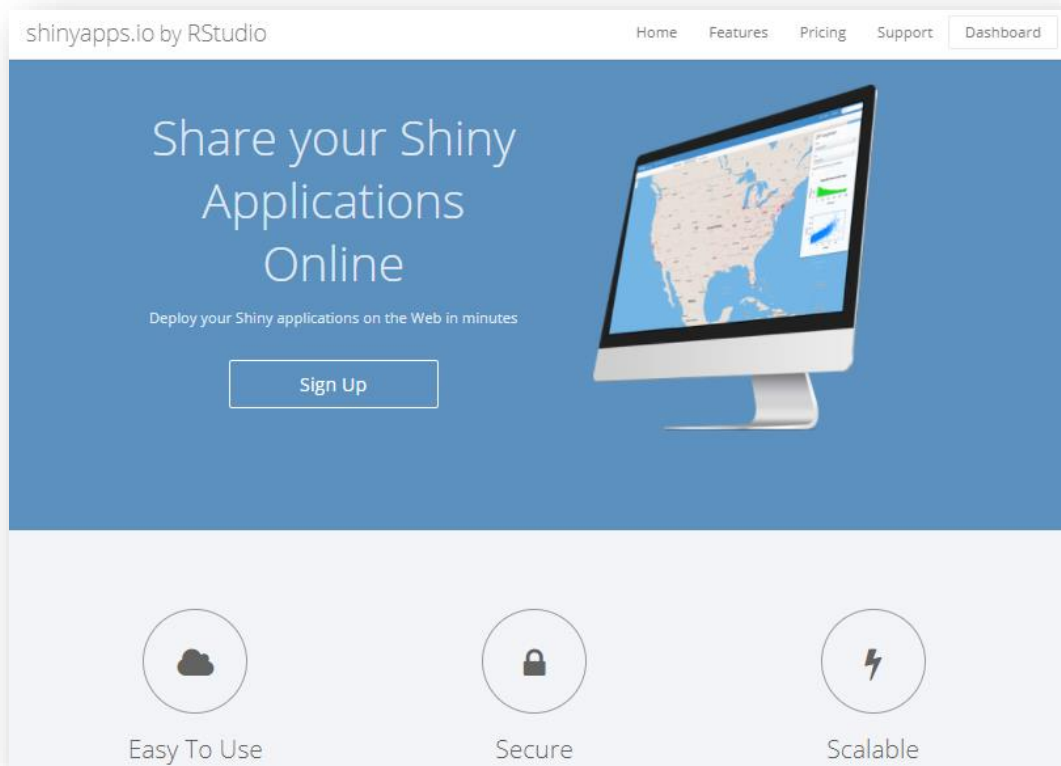 shinyapps.io by RStudio
Home Features Pricing Support Dashboard
Share your Shiny
Applications
Online
Deploy your Shiny applications on the Web in minutes
Sign Up
Easy To Use Secure Scalable